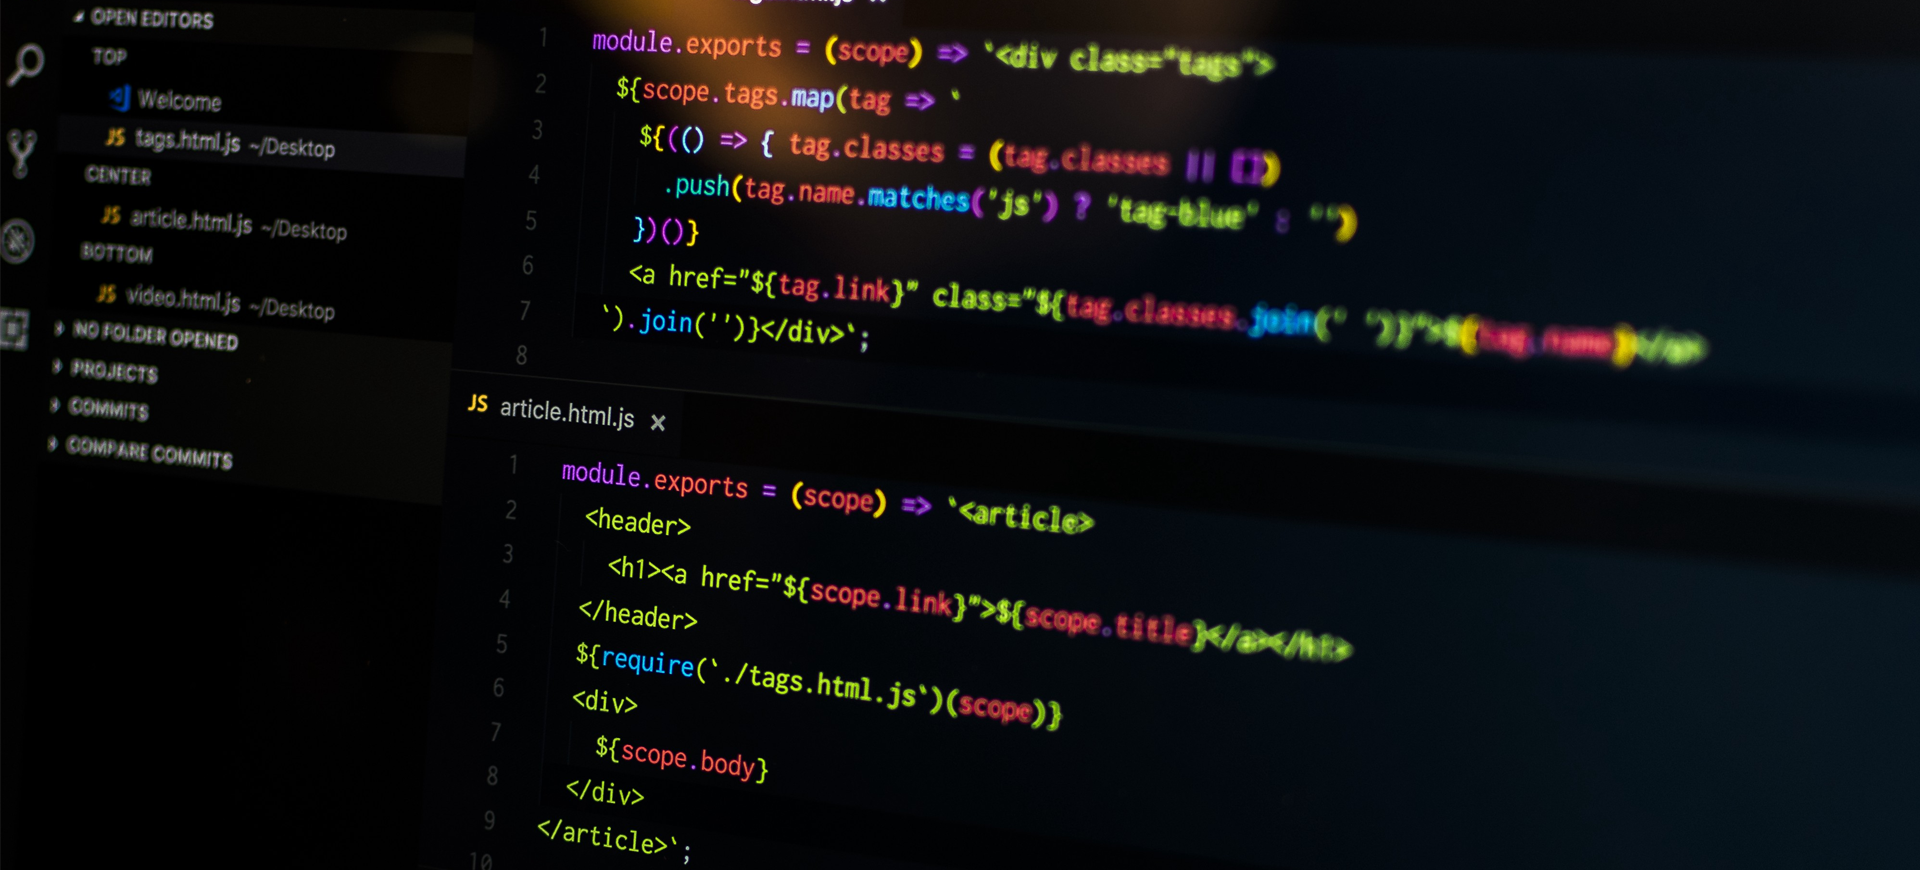 OPEN EDITORS
TOP
Welcome
JS tags.html.js ~/Desktop
CENTER
JS article.html.js ~/Desktop
BOTTOM
JS video.html.js ~/Desktop
NO FOLDER OPENED
PROJECTS
COMMITS
COMPARE COMMITS
1 module.exports = (scope) => `<div class="tags">
2 ${scope.tags.map(tag => `
3 ${(() => { tag.classes = (tag.classes || [])
4 .push(tag.name.matches('js') ? 'tag-blue' : '')
5 })()}
6 <a href="${tag.link}" class="${tag.classes.join(' ')}">${tag.name}</a>
7 `).join('')}</div>`;
8
JS article.html.js ×
1 module.exports = (scope) => `<article>
2 <header>
3 <h1><a href="${scope.link}">${scope.title}</a></h1>
4 </header>
5 ${require(`./tags.html.js`)(scope)}
6 <div>
7 ${scope.body}
8 </div>
9 </article>`;
10